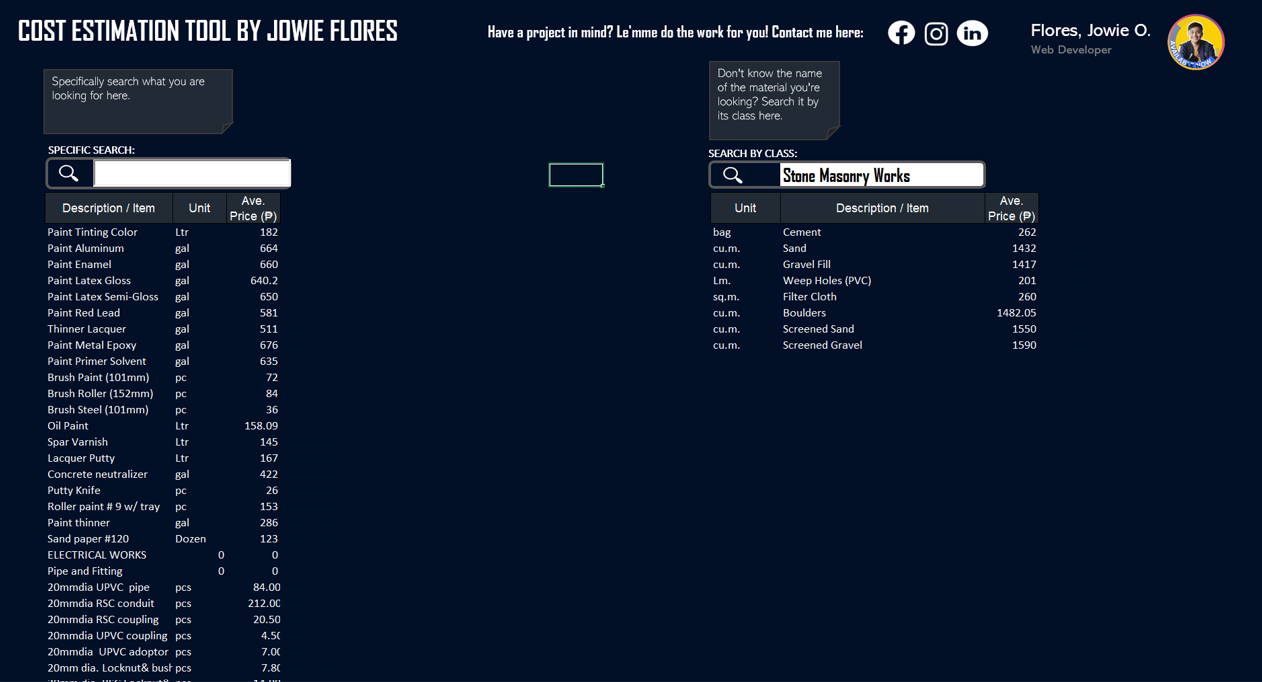 COST ESTIMATION TOOL BY JOWIE FLORES
Have a project in mind? Le'mme do the work for you! Contact me here:
in
Flores, Jowie O.
Web Developer
Specifically search what you are
looking for here.
SPECIFIC SEARCH:
Description / Item Unit Ave. Price (₱)
Paint Tinting Color Ltr 182
Paint Aluminum gal 664
Paint Enamel gal 660
Paint Latex Gloss gal 640.2
Paint Latex Semi-Gloss gal 650
Paint Red Lead gal 581
Thinner Lacquer gal 511
Paint Metal Epoxy gal 676
Paint Primer Solvent gal 635
Brush Paint (101mm) pc 72
Brush Roller (152mm) pc 84
Brush Steel (101mm) pc 36
Oil Paint Ltr 158.09
Spar Varnish Ltr 145
Lacquer Putty Ltr 167
Concrete neutralizer gal 422
Putty Knife pc 26
Roller paint # 9 w/ tray pc 153
Paint thinner gal 286
Sand paper #120 Dozen 123
ELECTRICAL WORKS 0 0
Pipe and Fitting 0 0
20mmdia UPVC pipe pcs 84.00
20mmdia RSC conduit pcs 212.00
20mmdia RSC coupling pcs 20.50
20mmdia UPVC coupling pcs 4.50
20mmdia UPVC adoptor pcs 7.00
20mm dia. Locknut& bush pcs 7.80
Don't know the name
of the material you're
looking? Search it by
its class here.
SEARCH BY CLASS:
Stone Masonry Works
Unit Description / Item Ave. Price (₱)
bag Cement 262
cu.m. Sand 1432
cu.m. Gravel Fill 1417
Lm. Weep Holes (PVC) 201
sq.m. Filter Cloth 260
cu.m. Boulders 1482.05
cu.m. Screened Sand 1550
cu.m. Screened Gravel 1590